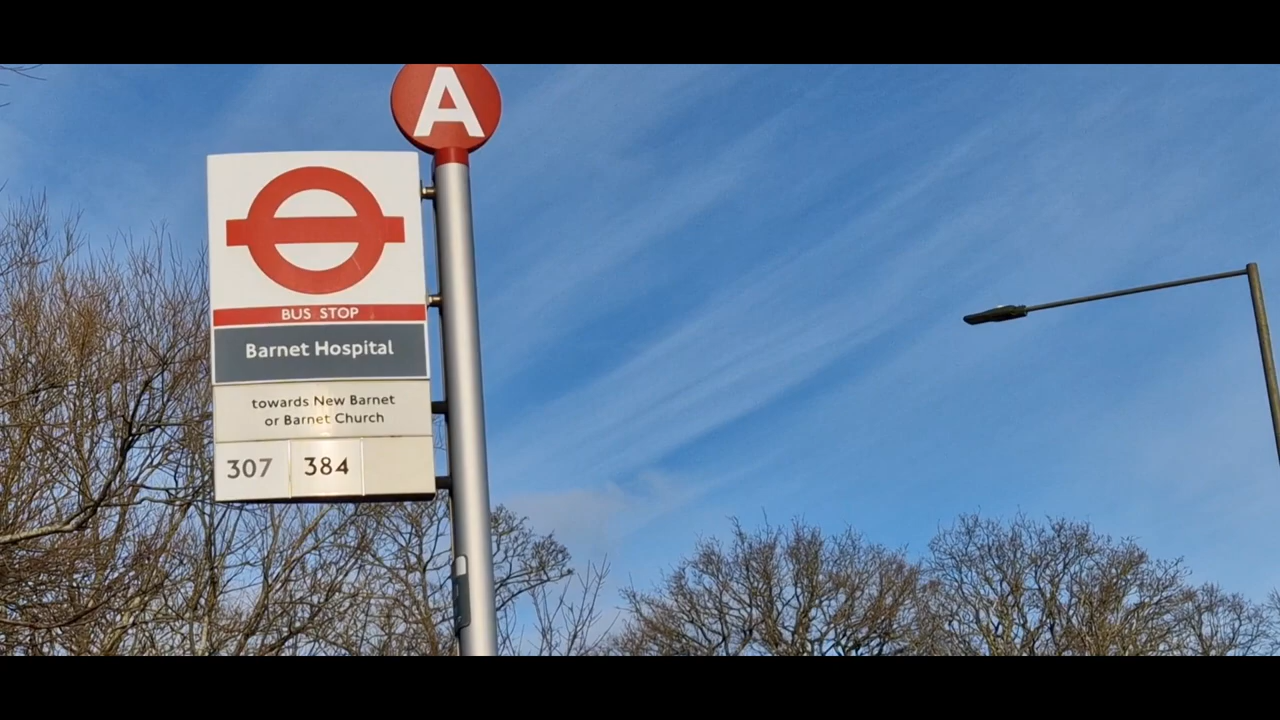 A
BUS STOP
Barnet Hospital
towards New Barnet
or Barnet Church
307 384